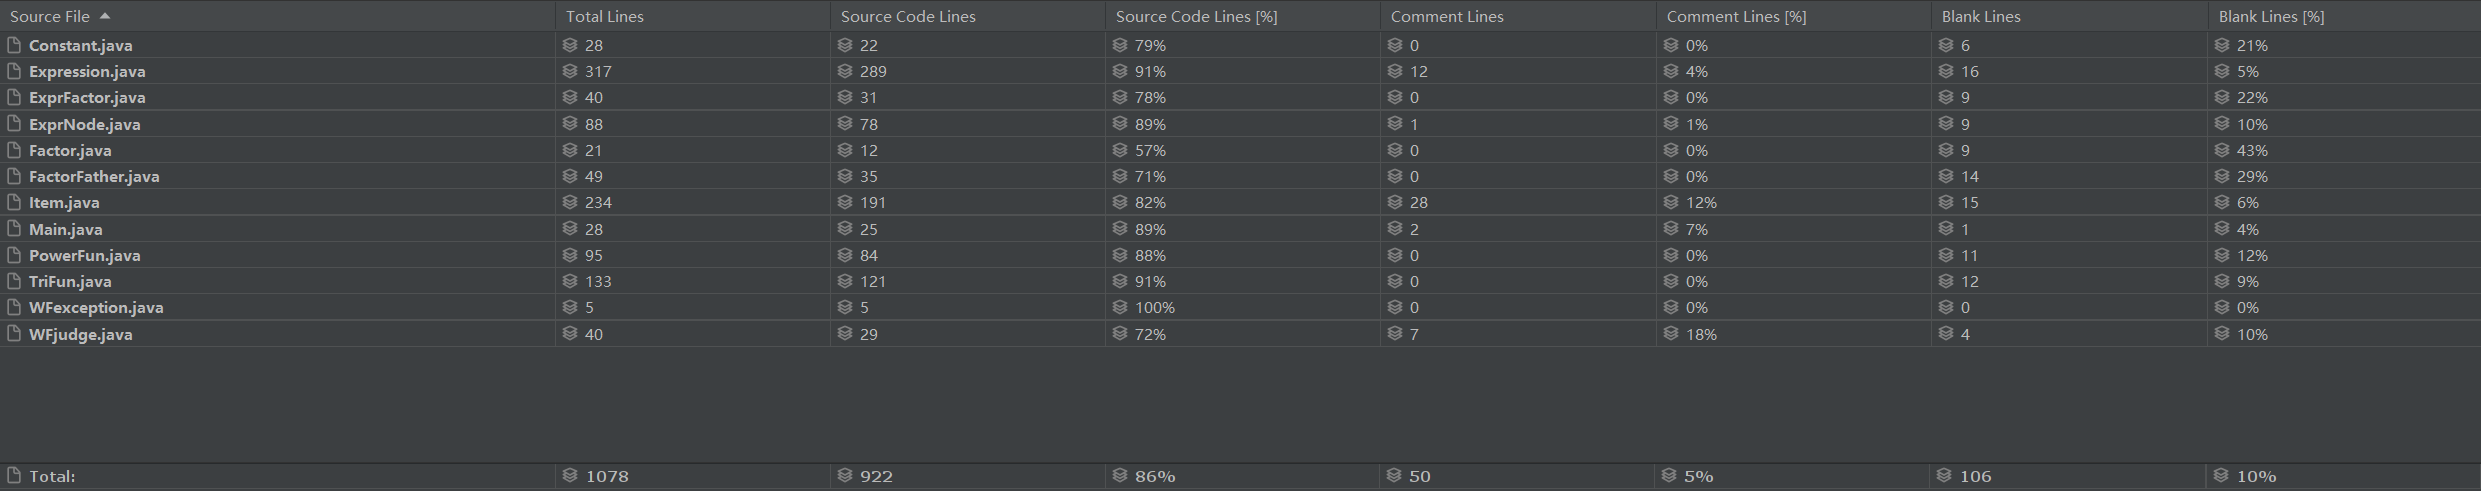 Source File Total Lines Source Code Lines Source Code Lines [%] Comment Lines Comment Lines [%] Blank Lines Blank Lines [%]
Constant.java 28 22 79% 0 0% 6 21%
Expression.java 317 289 91% 12 4% 16 5%
ExprFactor.java 40 31 78% 0 0% 9 22%
ExprNode.java 88 78 89% 1 1% 9 10%
Factor.java 21 12 57% 0 0% 9 43%
FactorFather.java 49 35 71% 0 0% 14 29%
Item.java 234 191 82% 28 12% 15 6%
Main.java 28 25 89% 2 7% 1 4%
PowerFun.java 95 84 88% 0 0% 11 12%
TriFun.java 133 121 91% 0 0% 12 9%
WFexception.java 5 5 100% 0 0% 0 0%
WFjudge.java 40 29 72% 7 18% 4 10%
Total: 1078 922 86% 50 5% 106 10%